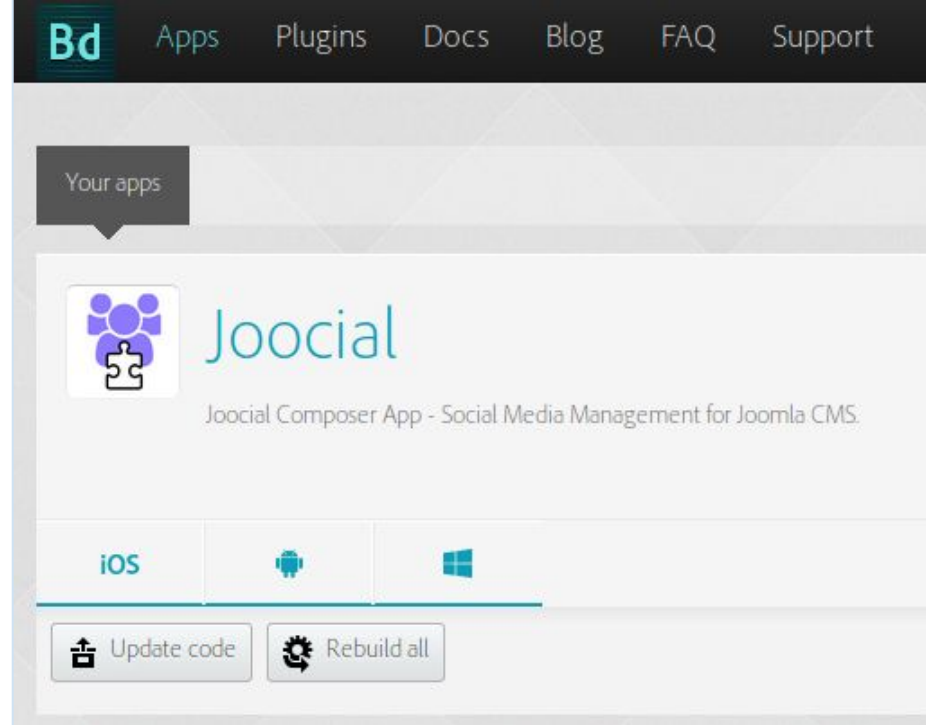 Bd Apps Plugins Docs Blog FAQ Support
Your apps
Joocial
Joocial Composer App - Social Media Management for Joomla CMS.
iOS
Update code Rebuild all